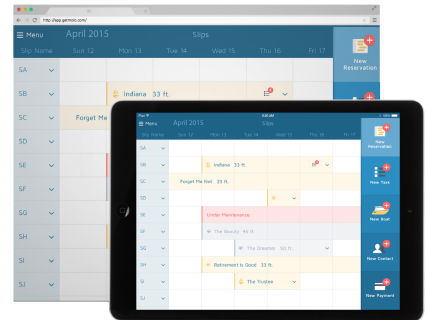 http://app.getmolo.com/
Menu April 2015 Slips
Slip Name Sun 12 Mon 13 Tue 14 Wed 15 Thu 16 Fri 17
New Reservation
SA
SB Indiana 33 ft.
SC Forget Me
SD
SE
SF
SG
SH
SI
SJ
iPad
Menu April 2015 Slips
Slip Name Sun 12 Mon 13 Tue 14 Wed 15 Thu 16 Fri 17
SA
SB Indiana 33 ft.
SC Forget Me Not 20 ft.
SD
SE Under Maintenance
SF The Beauty 45 ft.
SG The Greatner 50 ft.
SH Retirement is Good 33 ft.
SI The Trustee
SJ
New Reservation
New Task
New Boat
New Contact
New Payment